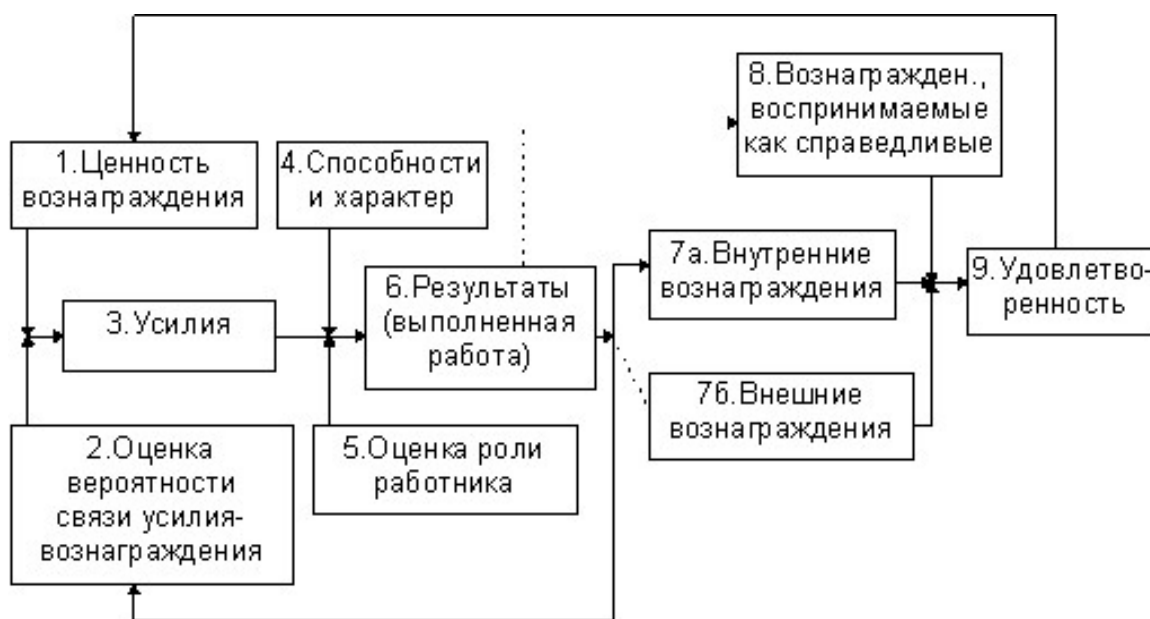 1.Ценность
вознаграждения
2.Оценка
вероятности
связи усилия-
вознаграждения
3.Усилия
4.Способности
и характер
5.Оценка роли
работника
6.Результаты
(выполненная
работа)
7а.Внутренние
вознаграждения
7б.Внешние
вознаграждения
8.Вознагражден.,
воспринимаемые
как справедливые
9.Удовлетво-
ренность